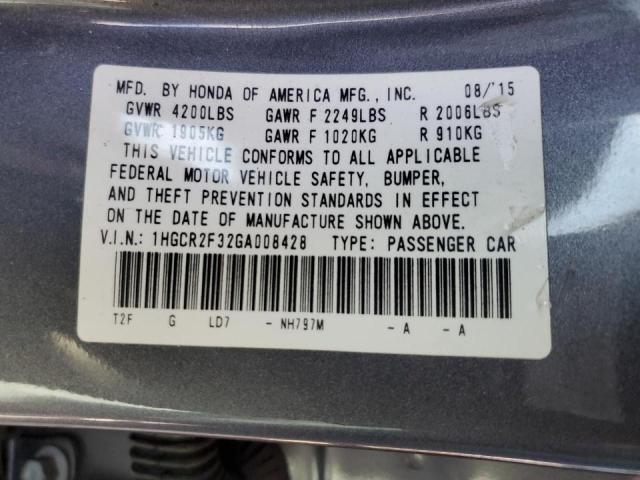 MFD. BY HONDA OF AMERICA MFG., INC. 08/'15
GVWR 4200LBS GAWR F 2249LBS R 2006LBS
GVWR 1905KG GAWR F 1020KG R 910KG
THIS VEHICLE CONFORMS TO ALL APPLICABLE
FEDERAL MOTOR VEHICLE SAFETY, BUMPER,
AND THEFT PREVENTION STANDARDS IN EFFECT
ON THE DATE OF MANUFACTURE SHOWN ABOVE.
V.I.N.: 1HGCR2F32GA008428 TYPE: PASSENGER CAR
T2F G LD7 - NH797M - A - A